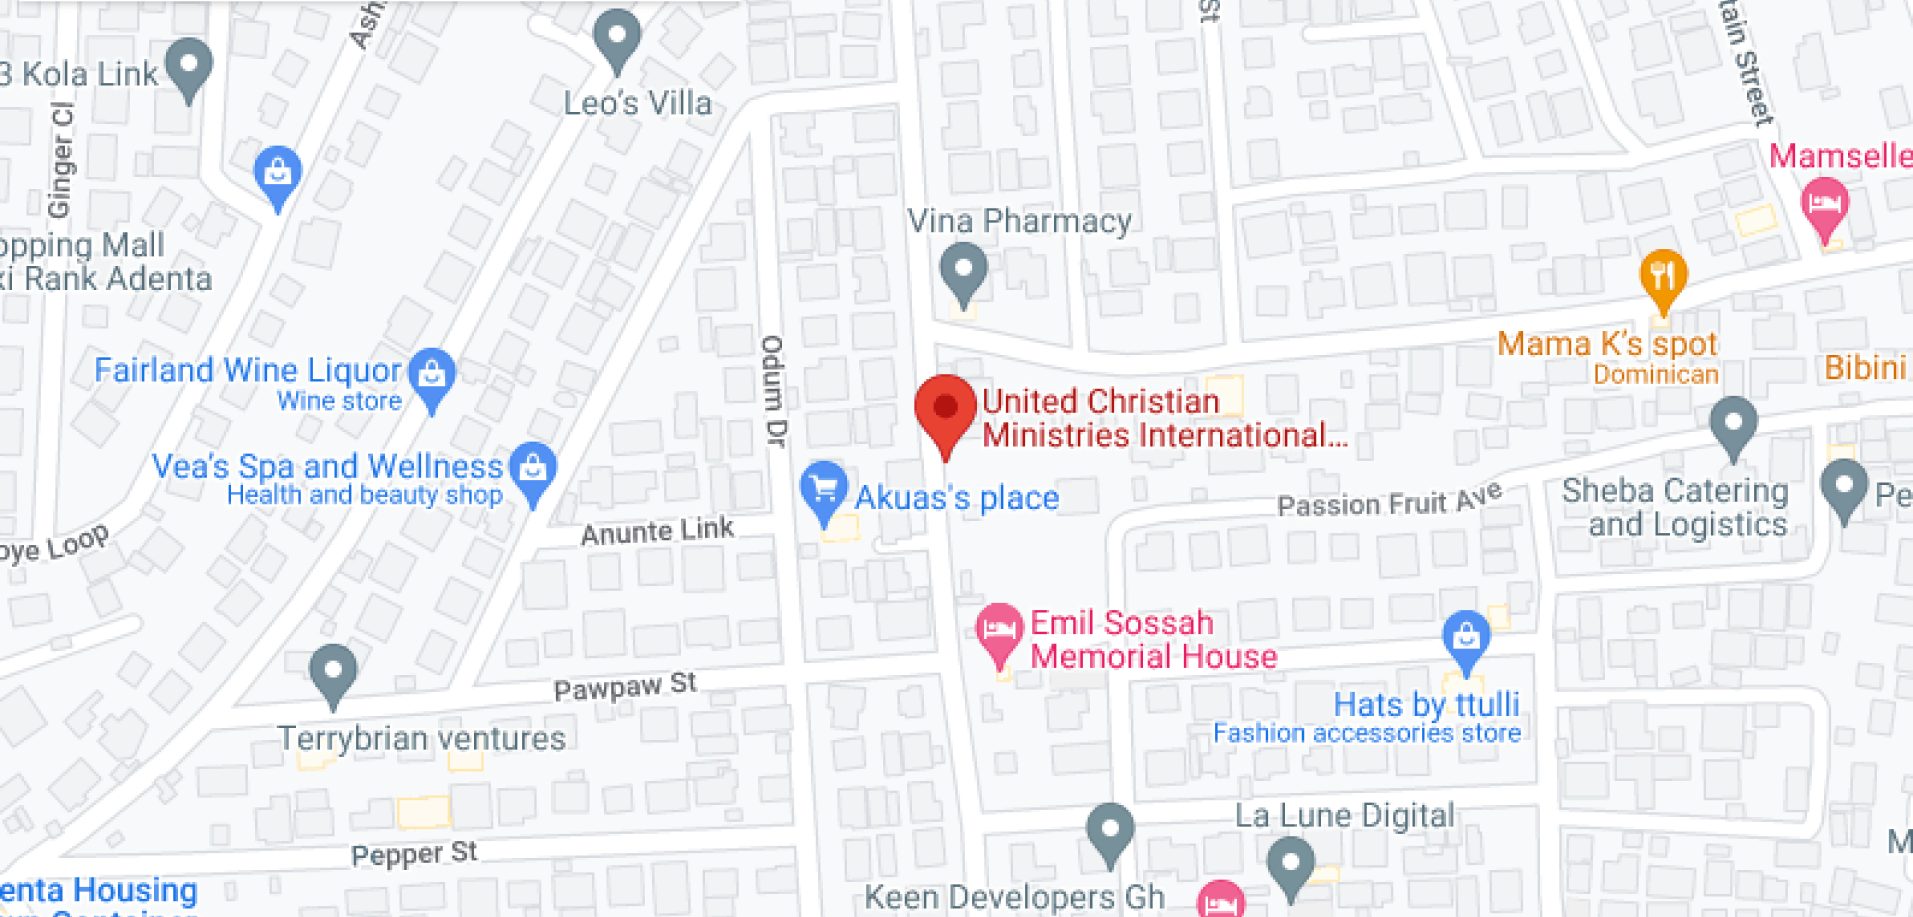 Ash
St
tain Street
3 Kola Link
Leo's Villa
Ginger Cl
Mamselle
Vina Pharmacy
opping Mall
xi Rank Adenta
Odum Dr
Mama K's spot
Dominican
Bibini
Fairland Wine Liquor
Wine store
United Christian
Ministries International...
Vea's Spa and Wellness
Health and beauty shop
Akuas's place
Passion Fruit Ave
Sheba Catering
and Logistics
Pe
Anunte Link
oye Loop
Emil Sossah
Memorial House
Pawpaw St
Hats by ttulli
Fashion accessories store
Terrybrian ventures
La Lune Digital
M
Pepper St
enta Housing
Keen Developers Gh